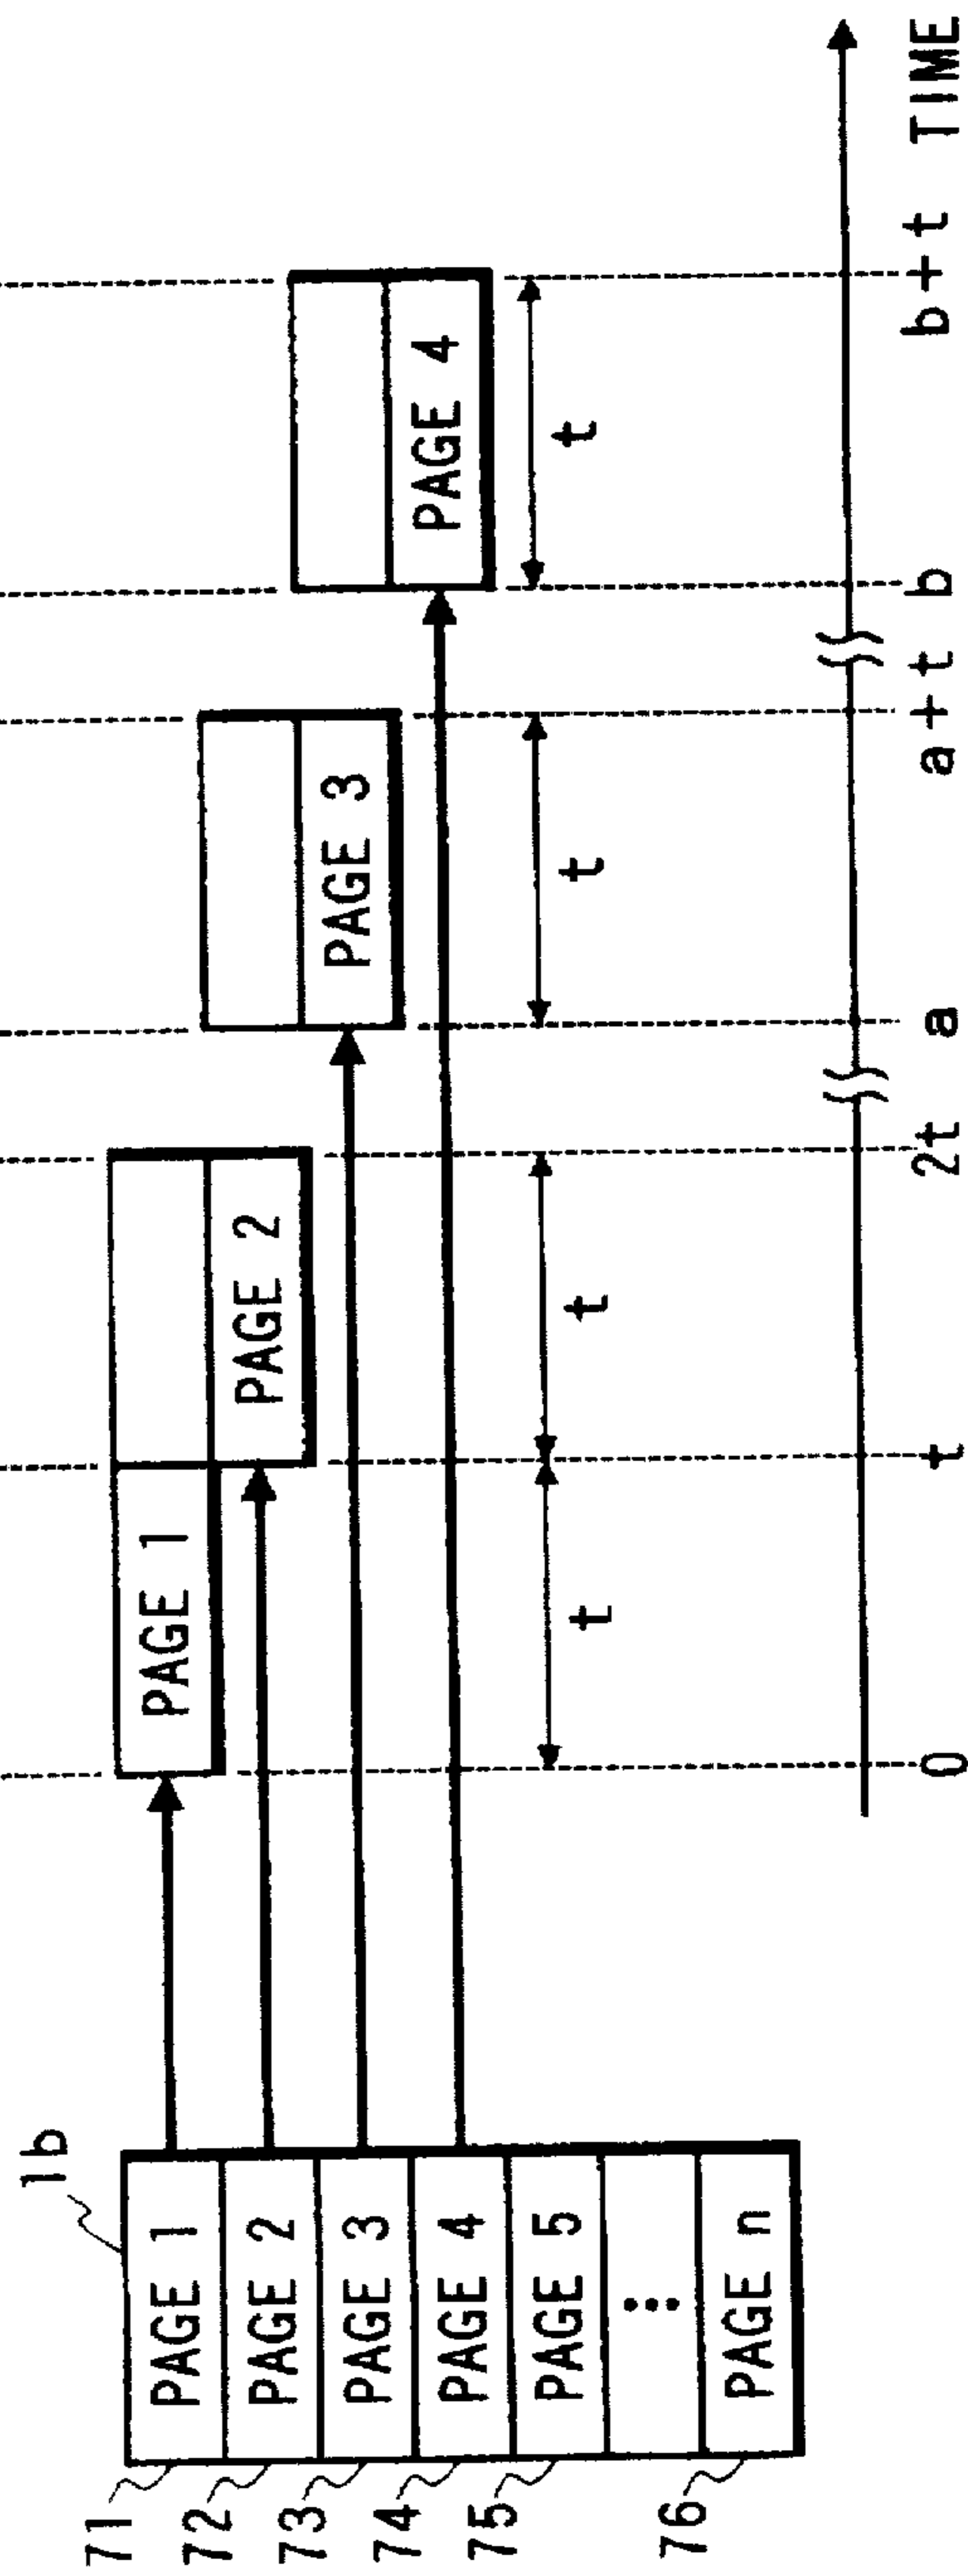 1b
71 PAGE 1
72 PAGE 2
73 PAGE 3
74 PAGE 4
75 PAGE 5
76 PAGE n
PAGE 1
PAGE 2
PAGE 3
PAGE 4
t t t t
0 t 2t a a+t b b+t TIME